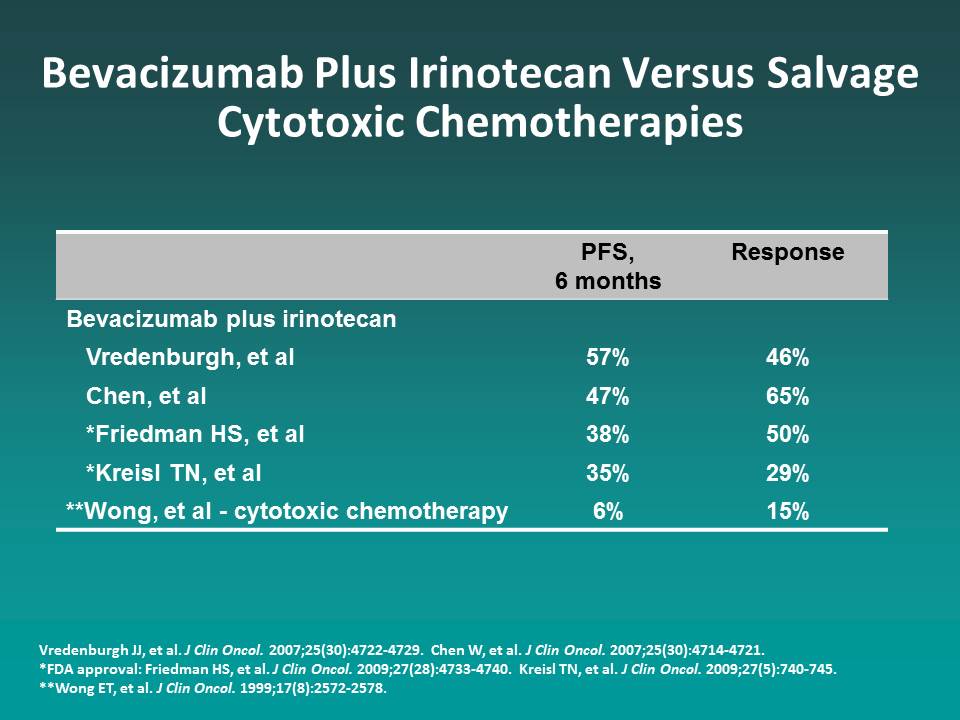 Bevacizumab Plus Irinotecan Versus Salvage
Cytotoxic Chemotherapies
PFS,
6 months
Response
Bevacizumab plus irinotecan
Vredenburgh, et al 57% 46%
Chen, et al 47% 65%
*Friedman HS, et al 38% 50%
*Kreisl TN, et al 35% 29%
**Wong, et al - cytotoxic chemotherapy 6% 15%
Vredenburgh JJ, et al. J Clin Oncol. 2007;25(30):4722-4729. Chen W, et al. J Clin Oncol. 2007;25(30):4714-4721.
*FDA approval: Friedman HS, et al. J Clin Oncol. 2009;27(28):4733-4740. Kreisl TN, et al. J Clin Oncol. 2009;27(5):740-745.
**Wong ET, et al. J Clin Oncol. 1999;17(8):2572-2578.